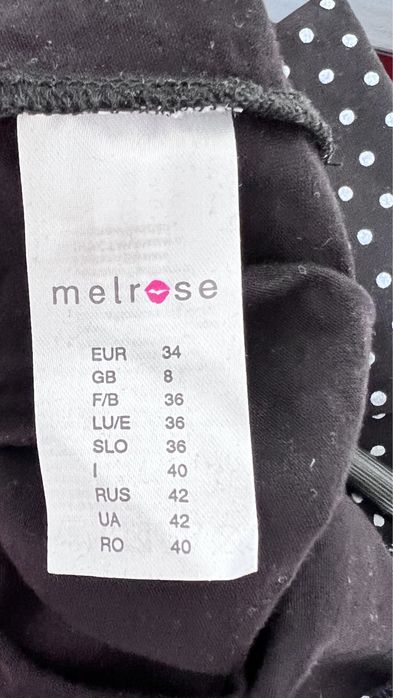 melrose
EUR 34
GB 8
F/B 36
LU/E 36
SLO 36
I 40
RUS 42
UA 42
RO 40